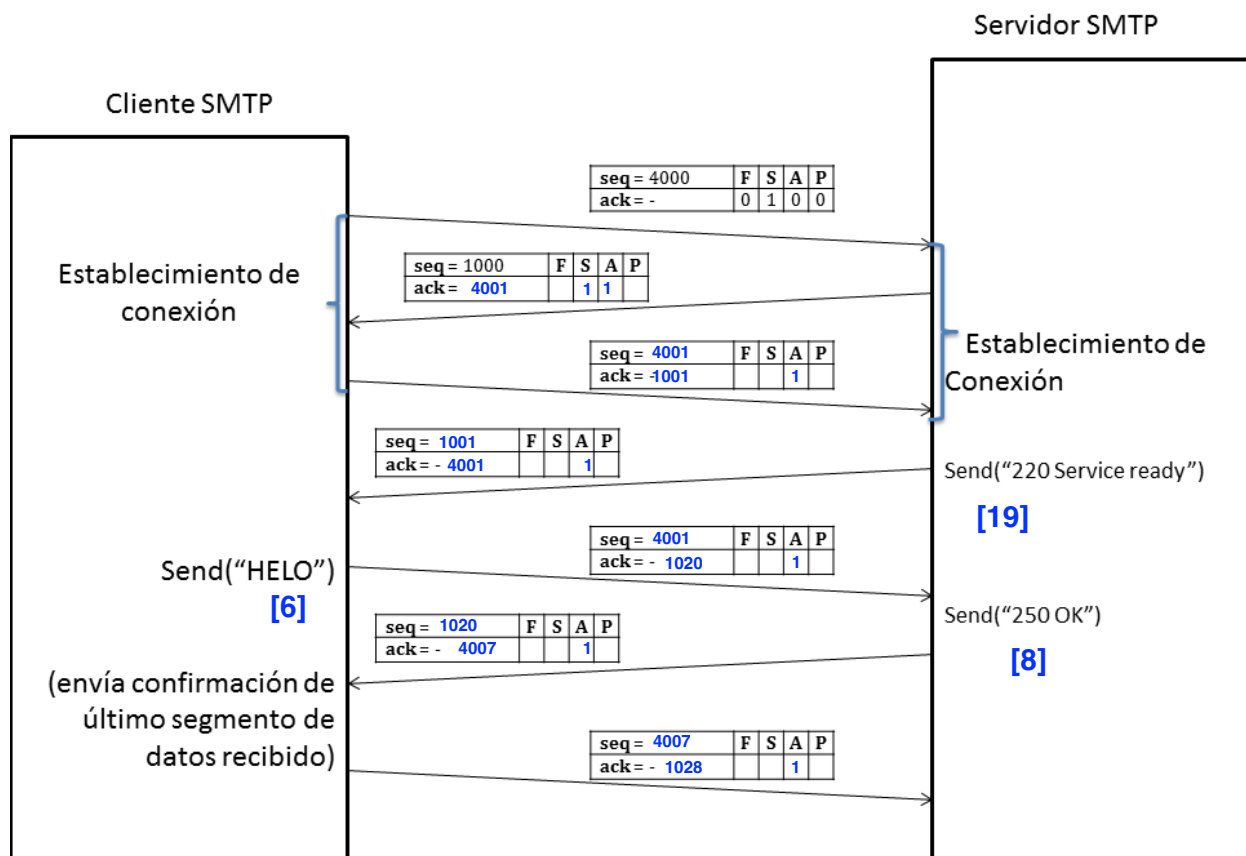 Servidor SMTP
Cliente SMTP
seq = 4000 F S A P
ack = - 0 1 0 0
Establecimiento de
conexión
seq = 1000 F S A P
ack = 4001 1 1
seq = 4001 F S A P
ack = -1001 1
Establecimiento de
Conexión
seq = 1001 F S A P
ack = - 4001 1
Send("220 Service ready")
[19]
seq = 4001 F S A P
ack = - 1020 1
Send("HELO")
[6]
Send("250 OK")
[8]
seq = 1020 F S A P
ack = - 4007 1
(envía confirmación de
último segmento de
datos recibido)
seq = 4007 F S A P
ack = - 1028 1